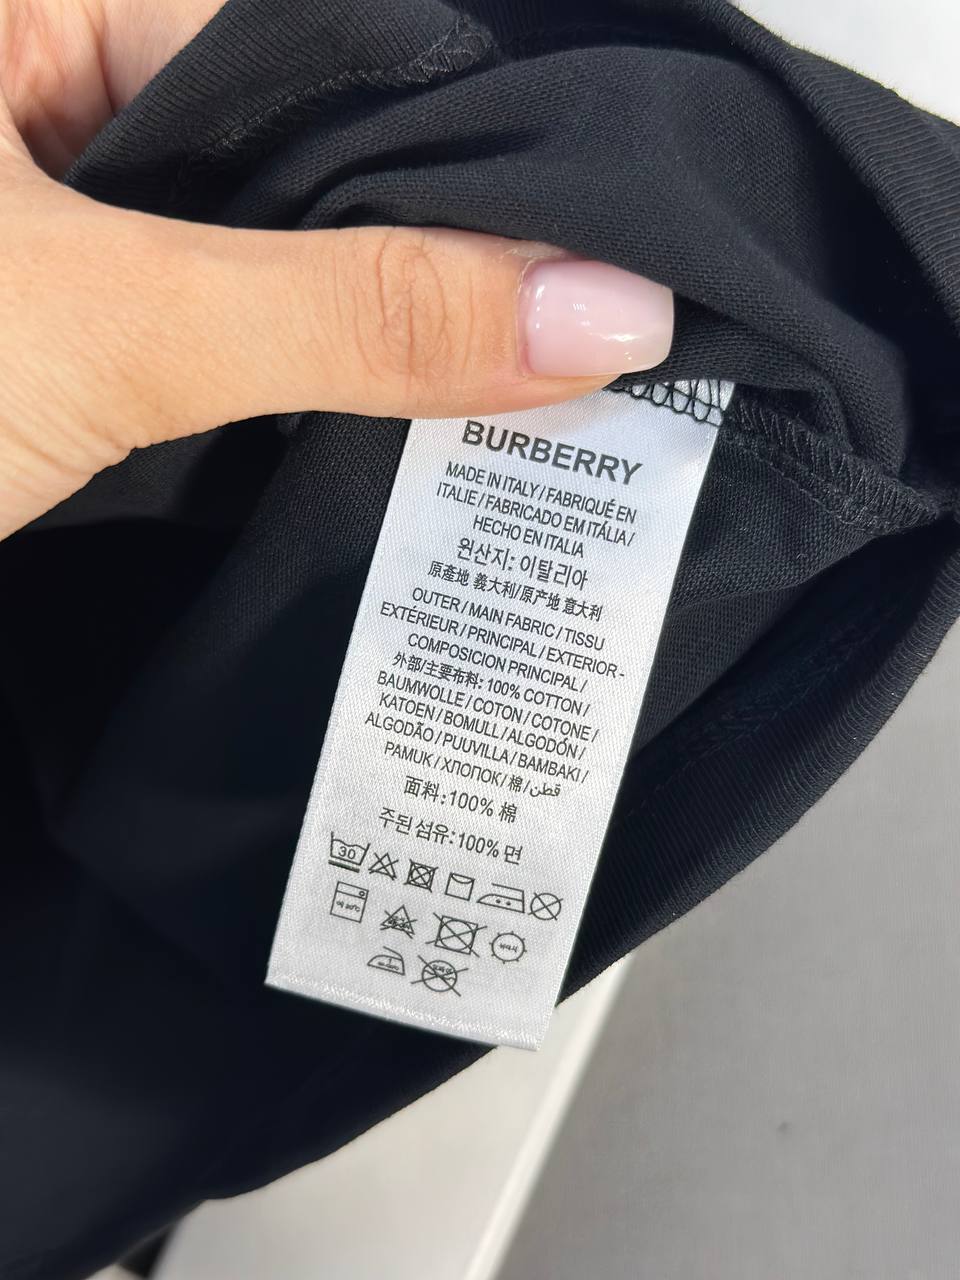 BURBERRY
MADE IN ITALY / FABRIQUÉ EN
ITALIE / FABRICADO EM ITÁLIA /
HECHO EN ITALIA
원산지: 이탈리아
原產地 義大利/原产地 意大利
OUTER / MAIN FABRIC / TISSU
EXTÉRIEUR / PRINCIPAL / EXTERIOR -
COMPOSICION PRINCIPAL /
外部/主要布料: 100% COTTON /
BAUMWOLLE / COTON / COTONE /
KATOEN / BOMULL / ALGODÓN /
ALGODÃO / PUUVILLA / BAMBAKI /
PAMUK / ХЛОПОК / 棉 / قطن
面料:100% 棉
주된 섬유:100% 면
30